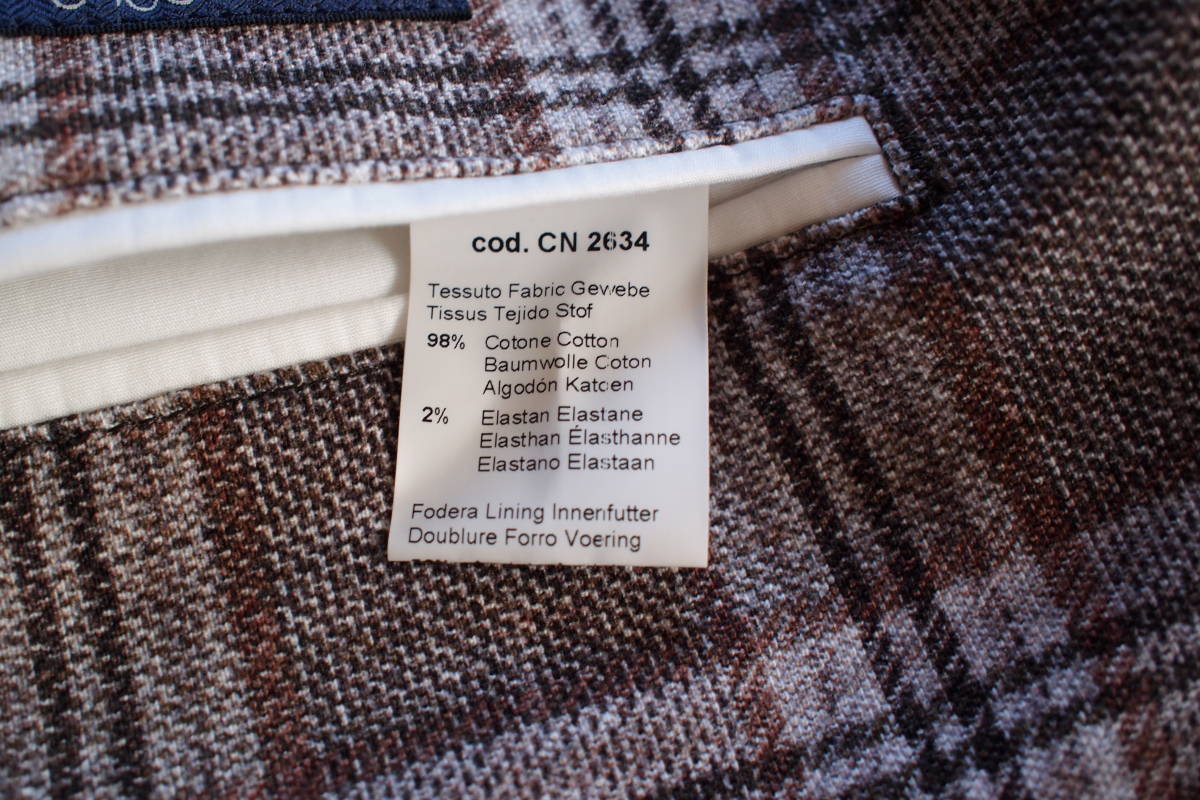 cod. CN 2634
Tessuto Fabric Gewebe
Tissus Tejido Stof
98% Cotone Cotton
Baumwolle Coton
Algodón Katoen
2% Elastan Elastane
Elasthan Élasthanne
Elastano Elastaan
Fodera Lining Innenfutter
Doublure Forro Voering